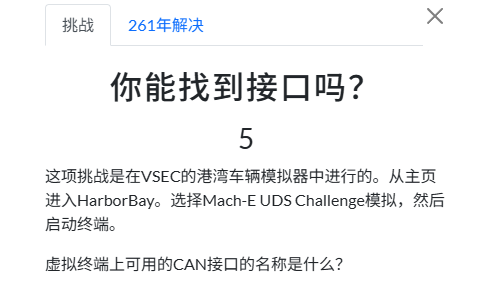 挑战 261年解决
你能找到接口吗？
5
这项挑战是在VSEC的港湾车辆模拟器中进行的。从主页
进入HarborBay。选择Mach-E UDS Challenge模拟，然后
启动终端。
虚拟终端上可用的CAN接口的名称是什么？